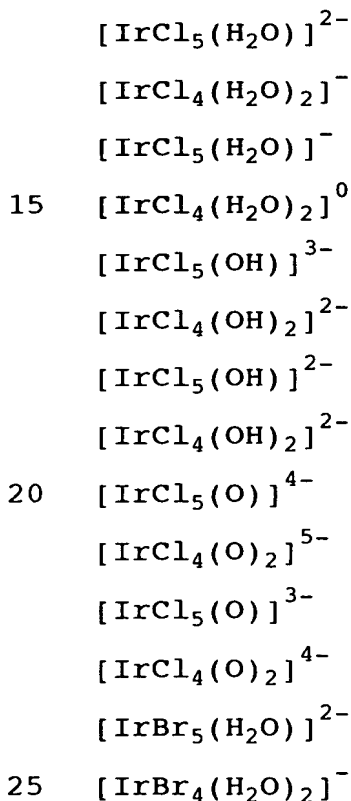 [IrCl₅(H₂O)]²⁻
[IrCl₄(H₂O)₂]⁻
[IrCl₅(H₂O)]⁻
15 [IrCl₄(H₂O)₂]⁰
[IrCl₅(OH)]³⁻
[IrCl₄(OH)₂]²⁻
[IrCl₅(OH)]²⁻
[IrCl₄(OH)₂]²⁻
20 [IrCl₅(O)]⁴⁻
[IrCl₄(O)₂]⁵⁻
[IrCl₅(O)]³⁻
[IrCl₄(O)₂]⁴⁻
[IrBr₅(H₂O)]²⁻
25 [IrBr₄(H₂O)₂]⁻